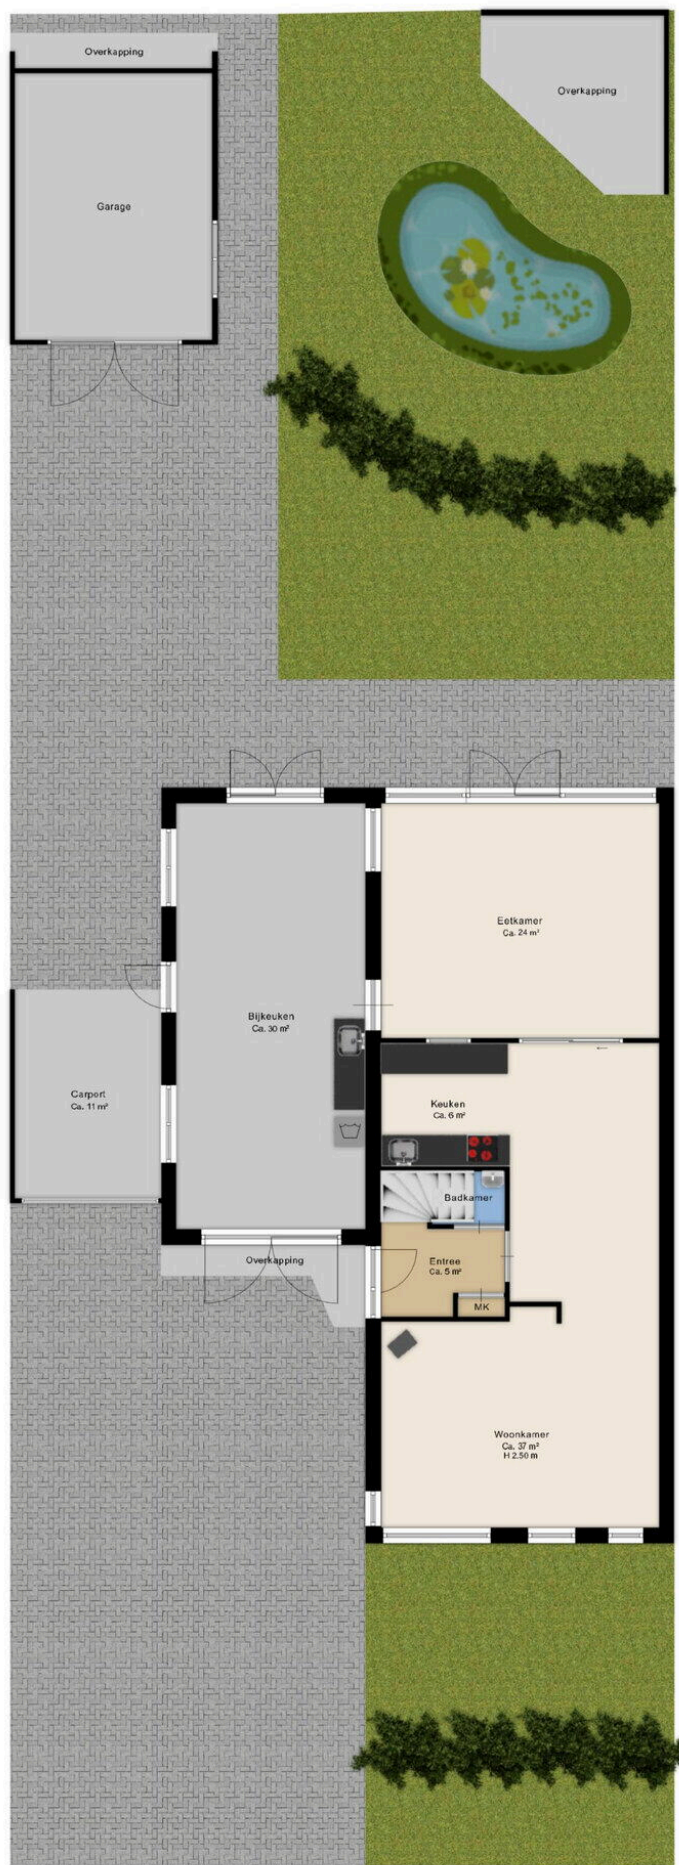 Overkapping
Overkapping
Garage
Eetkamer
Ca. 24 m²
Bijkeuken
Ca. 30 m²
Carport
Ca. 11 m²
Keuken
Ca. 6 m²
Badkamer
Overkapping
Entree
Ca. 5 m²
MK
Woonkamer
Ca. 37 m²
H 2.50 m